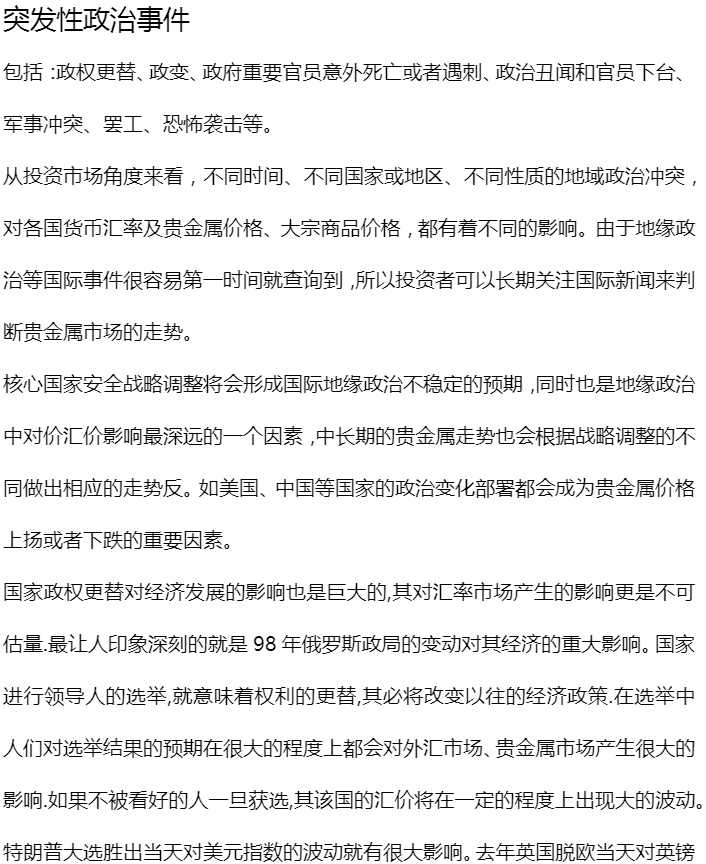 突发性政治事件
包括：政权更替、政变、政府重要官员意外死亡或者遇刺、政治丑闻和官员下台、
军事冲突、罢工、恐怖袭击等。
从投资市场角度来看，不同时间、不同国家或地区、不同性质的地域政治冲突，
对各国货币汇率及贵金属价格、大宗商品价格，都有着不同的影响。由于地缘政
治等国际事件很容易第一时间就查询到，所以投资者可以长期关注国际新闻来判
断贵金属市场的走势。
核心国家安全战略调整将会形成国际地缘政治不稳定的预期，同时也是地缘政治
中对价汇价影响最深远的一个因素，中长期的贵金属走势也会根据战略调整的不
同做出相应的走势反。如美国、中国等国家的政治变化部署都会成为贵金属价格
上扬或者下跌的重要因素。
国家政权更替对经济发展的影响也是巨大的,其对汇率市场产生的影响更是不可
估量.最让人印象深刻的就是 98 年俄罗斯政局的变动对其经济的重大影响。国家
进行领导人的选举,就意味着权利的更替,其必将改变以往的经济政策.在选举中
人们对选举结果的预期在很大的程度上都会对外汇市场、贵金属市场产生很大的
影响.如果不被看好的人一旦获选,其该国的汇价将在一定的程度上出现大的波动。
特朗普大选胜出当天对美元指数的波动就有很大影响。去年英国脱欧当天对英镑